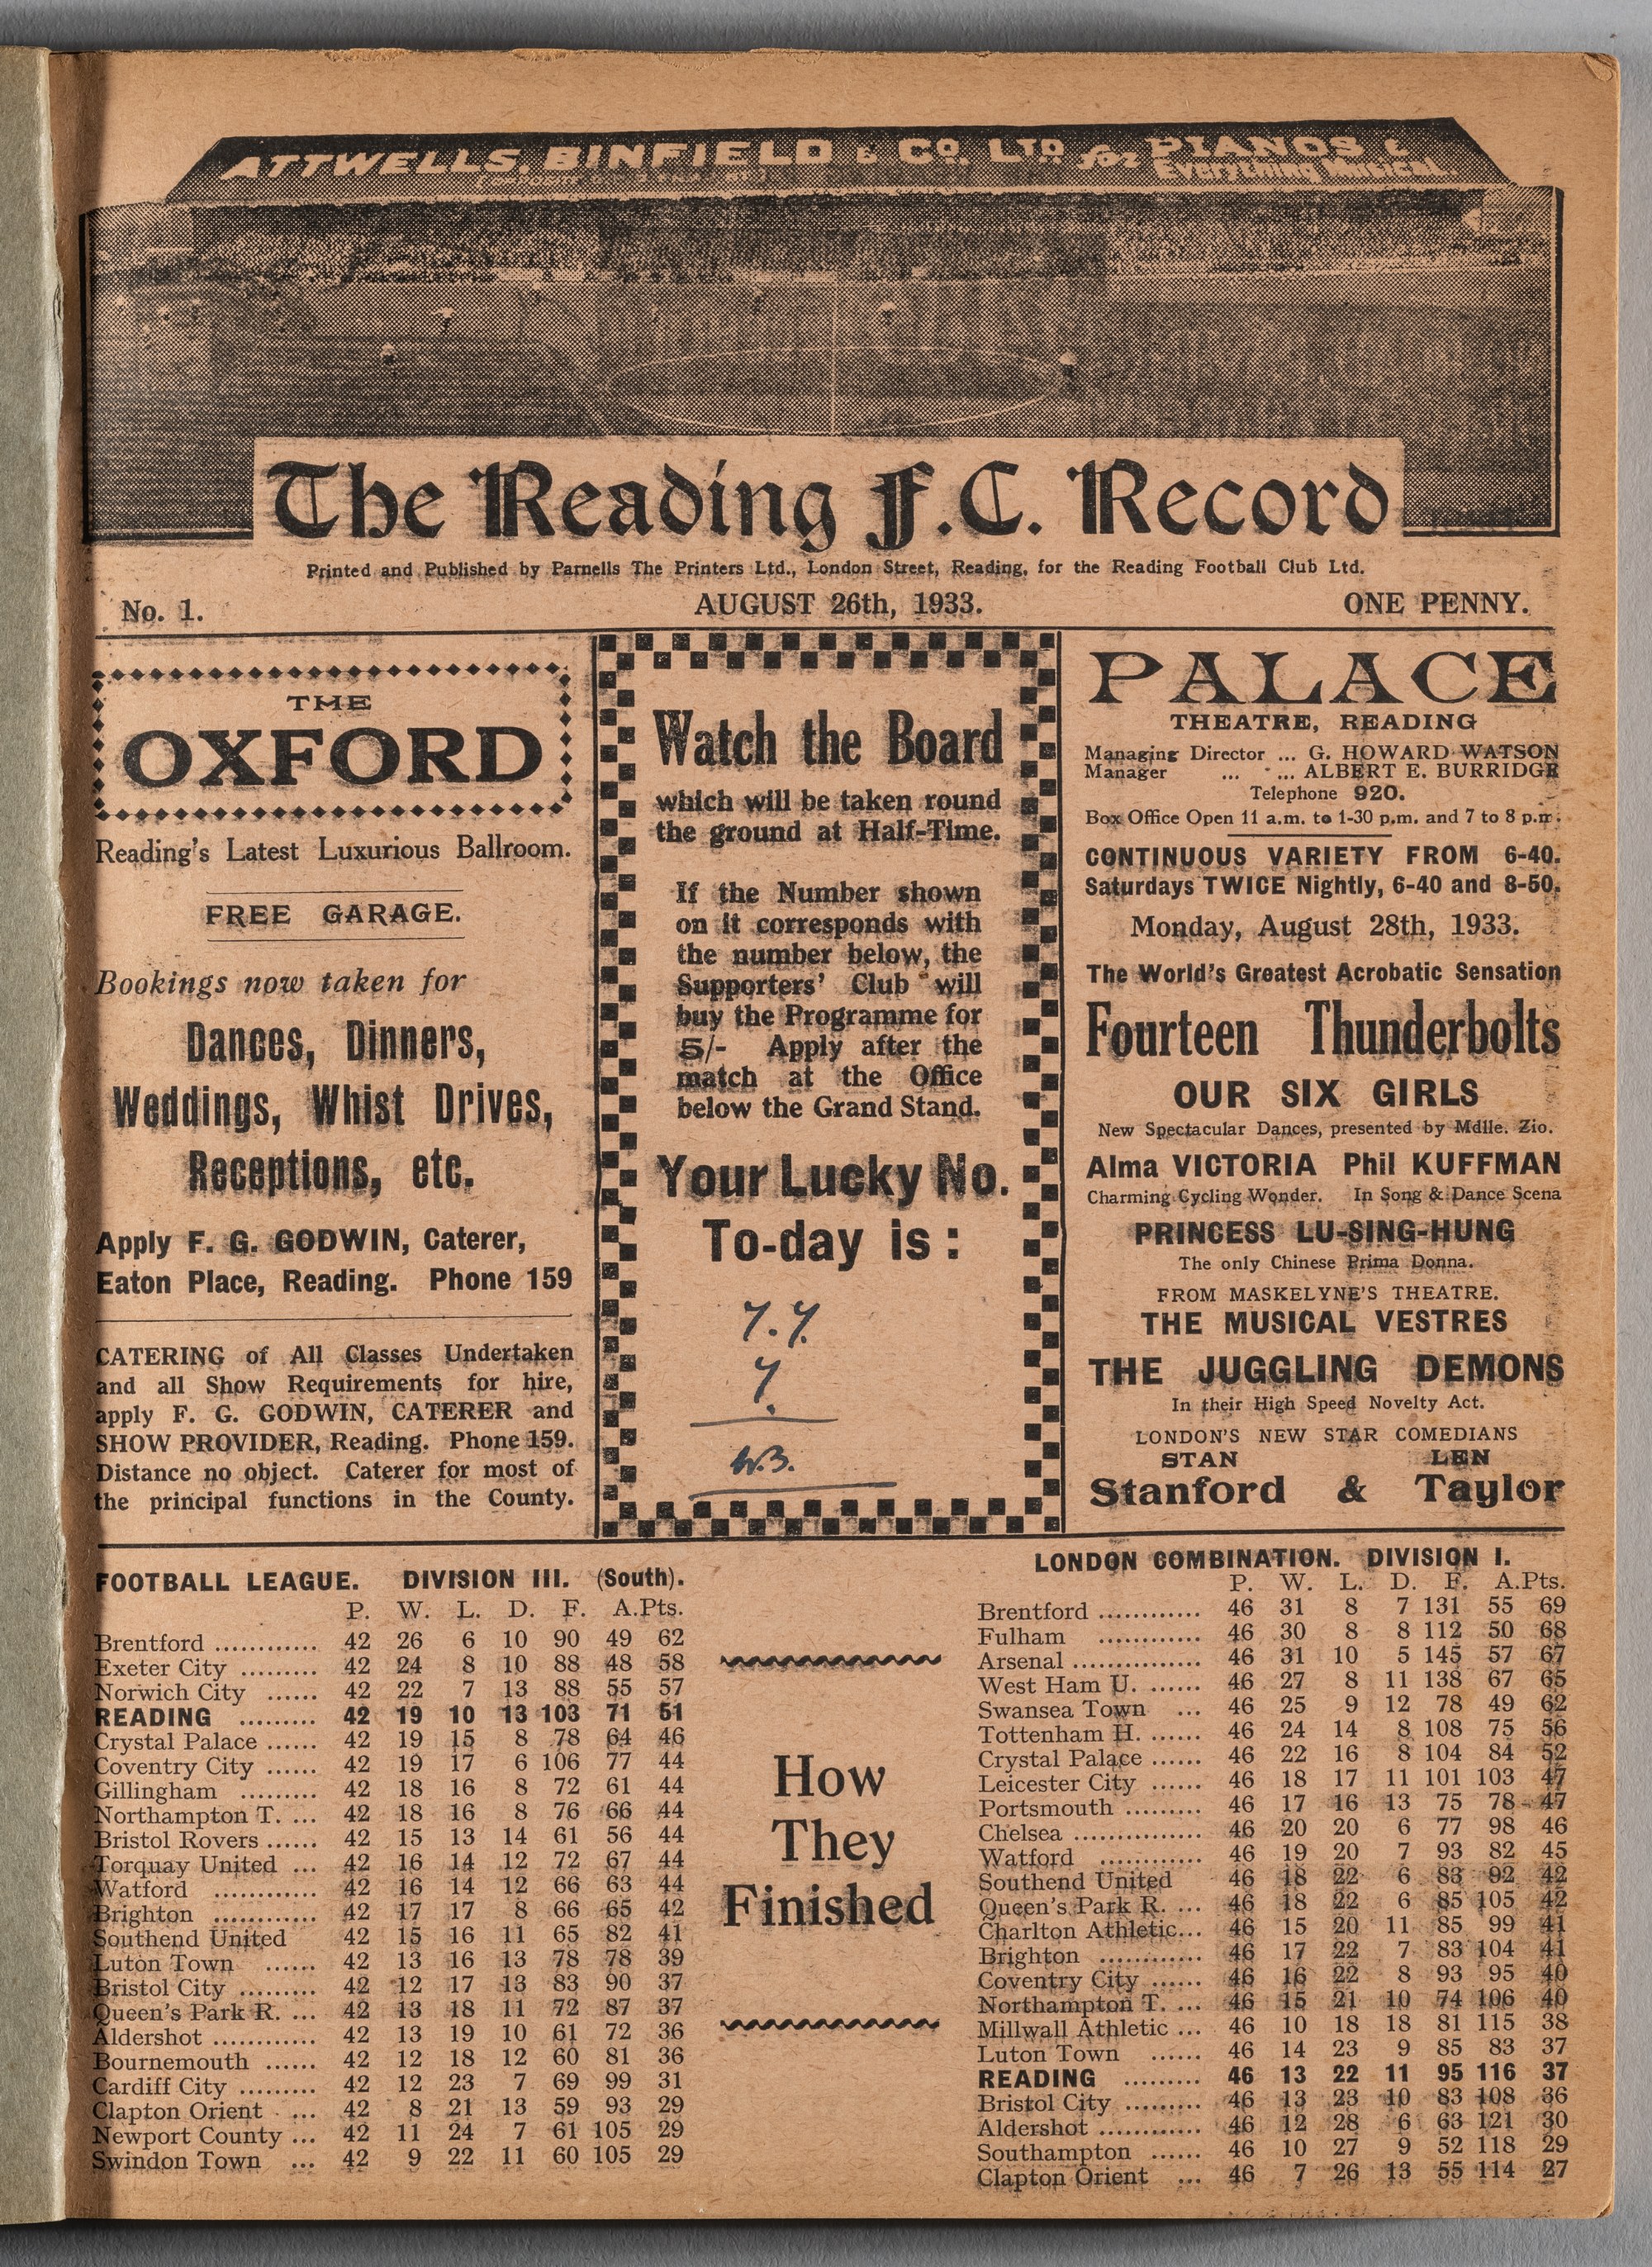 ATTWELLS, BINFIELD & CO. LTD for PIANOS &
Everything Musical.
The Reading F.C. Record
Printed and Published by Parnells The Printers Ltd., London Street, Reading, for the Reading Football Club Ltd.
No. 1. AUGUST 26th, 1933. ONE PENNY.
THE
OXFORD
Reading's Latest Luxurious Ballroom.
FREE GARAGE.
Bookings now taken for
Dances, Dinners,
Weddings, Whist Drives,
Receptions, etc.
Apply F. G. GODWIN, Caterer,
Eaton Place, Reading. Phone 159
CATERING of All Classes Undertaken
and all Show Requirements for hire,
apply F. G. GODWIN, CATERER and
SHOW PROVIDER, Reading. Phone 159.
Distance no object. Caterer for most of
the principal functions in the County.
Watch the Board
which will be taken round
the ground at Half-Time.
If the Number shown
on it corresponds with
the number below, the
Supporters' Club will
buy the Programme for
5/- Apply after the
match at the Office
below the Grand Stand.
Your Lucky No.
To-day is :
PALACE
THEATRE, READING
Managing Director ... G. HOWARD WATSON
Manager ... ... ALBERT E. BURRIDGE
Telephone 920.
Box Office Open 11 a.m. to 1-30 p.m. and 7 to 8 p.m.
CONTINUOUS VARIETY FROM 6-40.
Saturdays TWICE Nightly, 6-40 and 8-50.
Monday, August 28th, 1933.
The World's Greatest Acrobatic Sensation
Fourteen Thunderbolts
OUR SIX GIRLS
New Spectacular Dances, presented by Mdlle. Zio.
Alma VICTORIA Phil KUFFMAN
Charming Cycling Wonder. In Song & Dance Scena
PRINCESS LU-SING-HUNG
The only Chinese Prima Donna.
FROM MASKELYNE'S THEATRE.
THE MUSICAL VESTRES
THE JUGGLING DEMONS
In their High Speed Novelty Act.
LONDON'S NEW STAR COMEDIANS
STAN LEN
Stanford & Taylor
FOOTBALL LEAGUE. DIVISION III. (South).
P. W. L. D. F. A. Pts.
Brentford ............ 42 26 6 10 90 49 62
Exeter City ......... 42 24 8 10 88 48 58
Norwich City ...... 42 22 7 13 88 55 57
READING ......... 42 19 10 13 103 71 51
Crystal Palace ...... 42 19 15 8 78 64 46
Coventry City ...... 42 19 17 6 106 77 44
Gillingham ......... 42 18 16 8 72 61 44
Northampton T. ... 42 18 16 8 76 66 44
Bristol Rovers ...... 42 15 13 14 61 56 44
Torquay United ... 42 16 14 12 72 67 44
Watford ............ 42 16 14 12 66 63 44
Brighton ............ 42 17 17 8 66 65 42
Southend United 42 15 16 11 65 82 41
Luton Town ...... 42 13 16 13 78 78 39
Bristol City ......... 42 12 17 13 83 90 37
Queen's Park R. ... 42 13 18 11 72 87 37
Aldershot ............ 42 13 19 10 61 72 36
Bournemouth ...... 42 12 18 12 60 81 36
Cardiff City ......... 42 12 23 7 69 99 31
Clapton Orient ... 42 8 21 13 59 93 29
Newport County ... 42 11 24 7 61 105 29
Swindon Town ... 42 9 22 11 60 105 29
How
They
Finished
LONDON COMBINATION. DIVISION I.
P. W. L. D. F. A. Pts.
Brentford ............ 46 31 8 7 131 55 69
Fulham ............ 46 30 8 8 112 50 68
Arsenal ............... 46 31 10 5 145 57 67
West Ham U. ...... 46 27 8 11 138 67 65
Swansea Town ... 46 25 9 12 78 49 62
Tottenham H. ...... 46 24 14 8 108 75 56
Crystal Palace ...... 46 22 16 8 104 84 52
Leicester City ...... 46 18 17 11 101 103 47
Portsmouth ......... 46 17 16 13 75 78 47
Chelsea ............... 46 20 20 6 77 98 46
Watford ............ 46 19 20 7 93 82 45
Southend United 46 18 22 6 83 92 42
Queen's Park R. ... 46 18 22 6 85 105 42
Charlton Athletic... 46 15 20 11 85 99 41
Brighton ............ 46 17 22 7 83 104 41
Coventry City ...... 46 16 22 8 93 95 40
Northampton T. ... 46 15 21 10 74 106 40
Millwall Athletic ... 46 10 18 18 81 115 38
Luton Town ...... 46 14 23 9 85 83 37
READING ......... 46 13 22 11 95 116 37
Bristol City ......... 46 13 23 10 83 108 36
Aldershot ............ 46 12 28 6 63 121 30
Southampton ...... 46 10 27 9 52 118 29
Clapton Orient ... 46 7 26 13 55 114 27